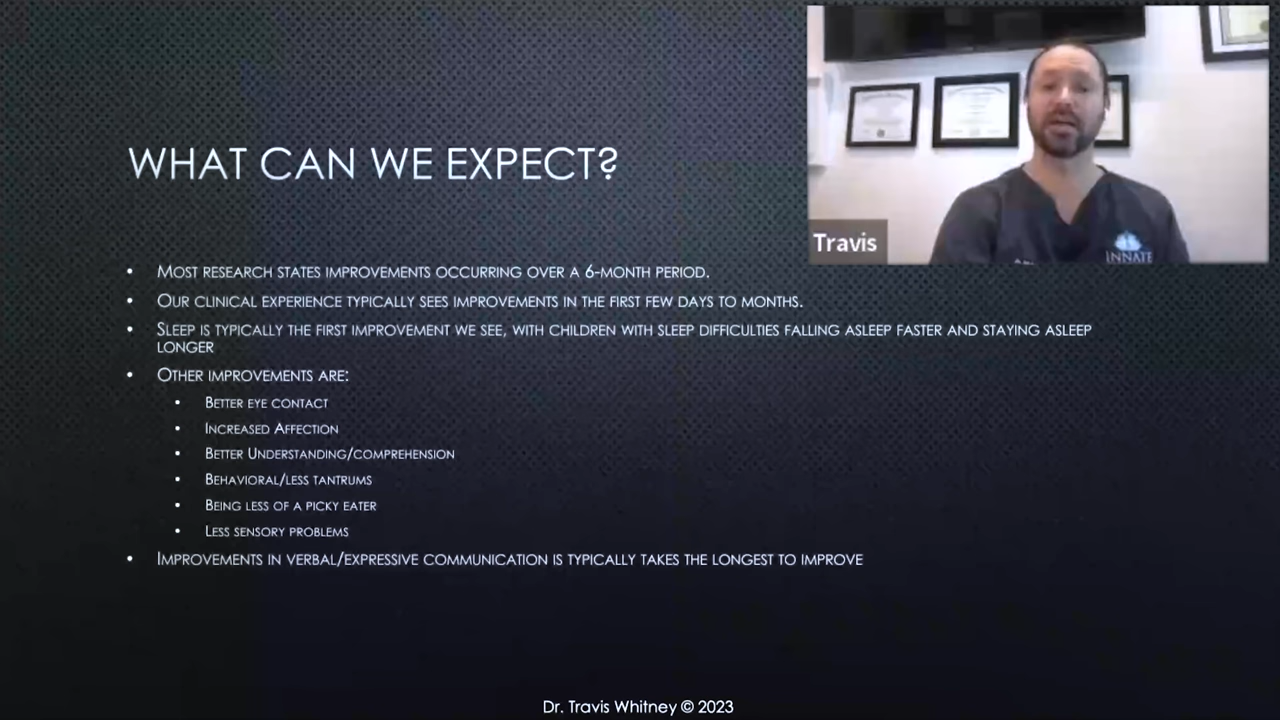 WHAT CAN WE EXPECT?
Travis
INNATE
• MOST RESEARCH STATES IMPROVEMENTS OCCURRING OVER A 6-MONTH PERIOD.
• OUR CLINICAL EXPERIENCE TYPICALLY SEES IMPROVEMENTS IN THE FIRST FEW DAYS TO MONTHS.
• SLEEP IS TYPICALLY THE FIRST IMPROVEMENT WE SEE, WITH CHILDREN WITH SLEEP DIFFICULTIES FALLING ASLEEP FASTER AND STAYING ASLEEP
LONGER
• OTHER IMPROVEMENTS ARE:
• BETTER EYE CONTACT
• INCREASED AFFECTION
• BETTER UNDERSTANDING/COMPREHENSION
• BEHAVIORAL/LESS TANTRUMS
• BEING LESS OF A PICKY EATER
• LESS SENSORY PROBLEMS
• IMPROVEMENTS IN VERBAL/EXPRESSIVE COMMUNICATION IS TYPICALLY TAKES THE LONGEST TO IMPROVE
Dr. Travis Whitney © 2023